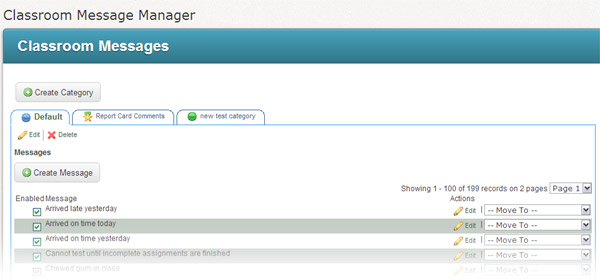 Classroom Message Manager
Classroom Messages
Create Category
Default Report Card Comments new test category
Edit | Delete
Messages
Create Message
Showing 1 - 100 of 199 records on 2 pages Page 1
Enabled Message Actions
Arrived late yesterday Edit | -- Move To --
Arrived on time today Edit | -- Move To --
Arrived on time yesterday Edit | -- Move To --
Cannot test until incomplete assignments are finished Edit | -- Move To --
Chewed gum in class